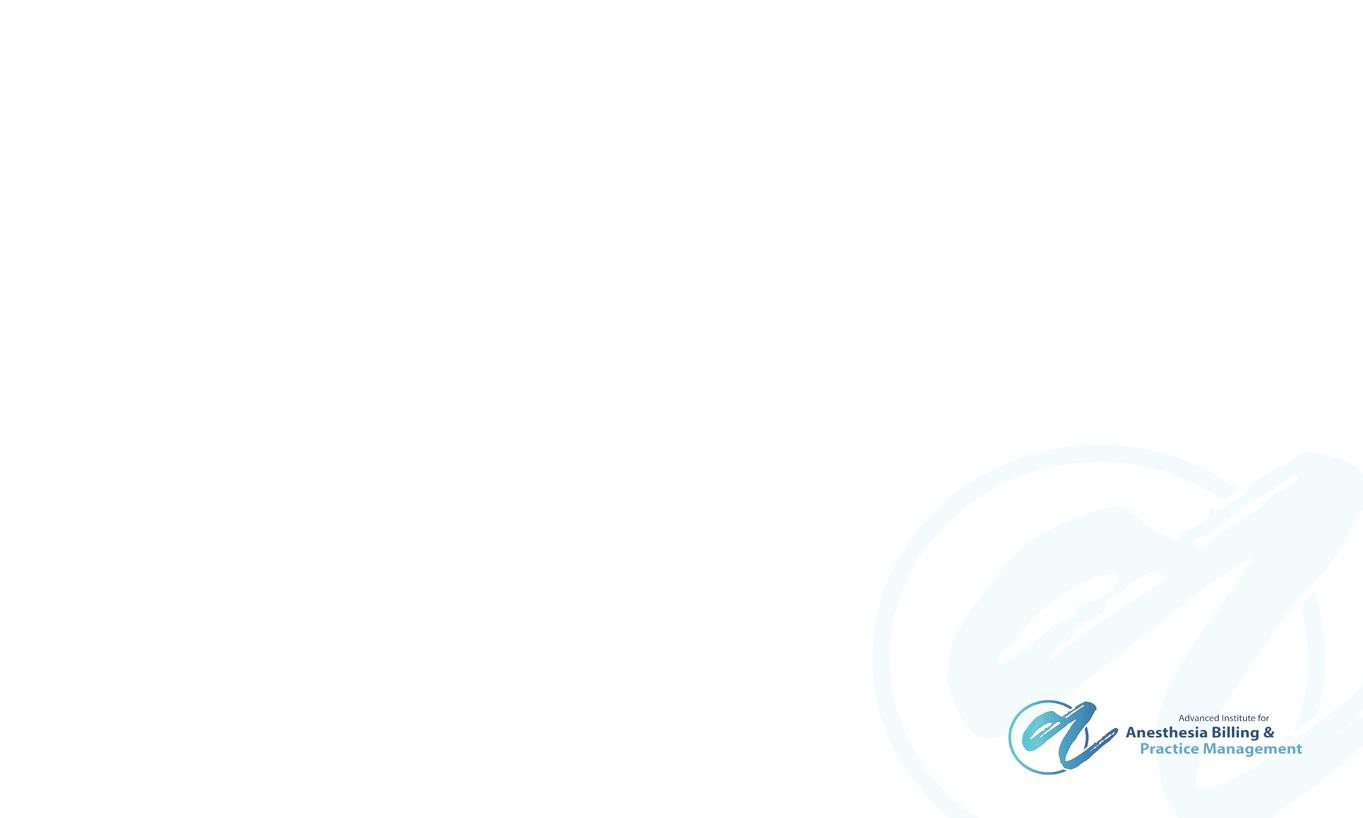 Advanced Institute for
Anesthesia Billing &
Practice Management